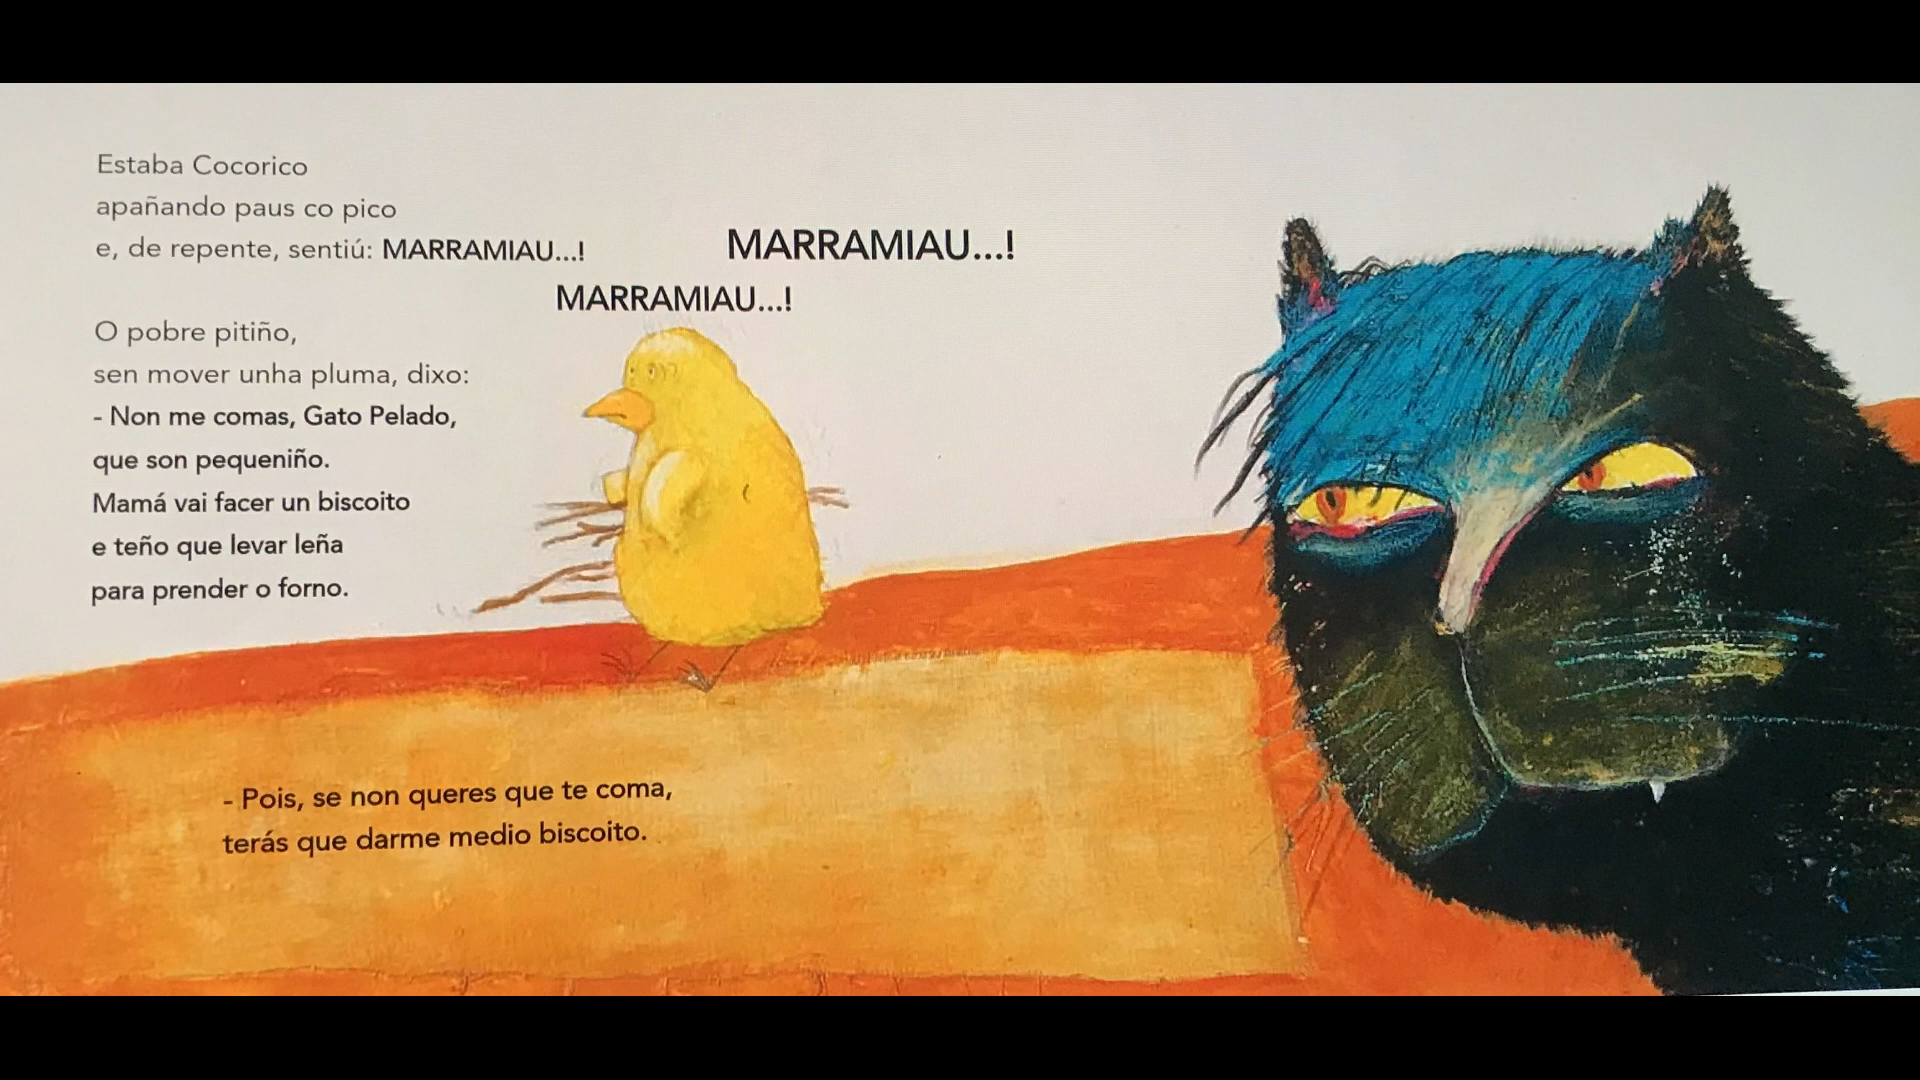 Estaba Cocorico
apañando paus co pico
e, de repente, sentiú: MARRAMIAU...!
MARRAMIAU...!
MARRAMIAU...!
O pobre pitiño,
sen mover unha pluma, dixo:
- Non me comas, Gato Pelado,
que son pequeniño.
Mamá vai facer un biscoito
e teño que levar leña
para prender o forno.
- Pois, se non queres que te coma,
terás que darme medio biscoito.